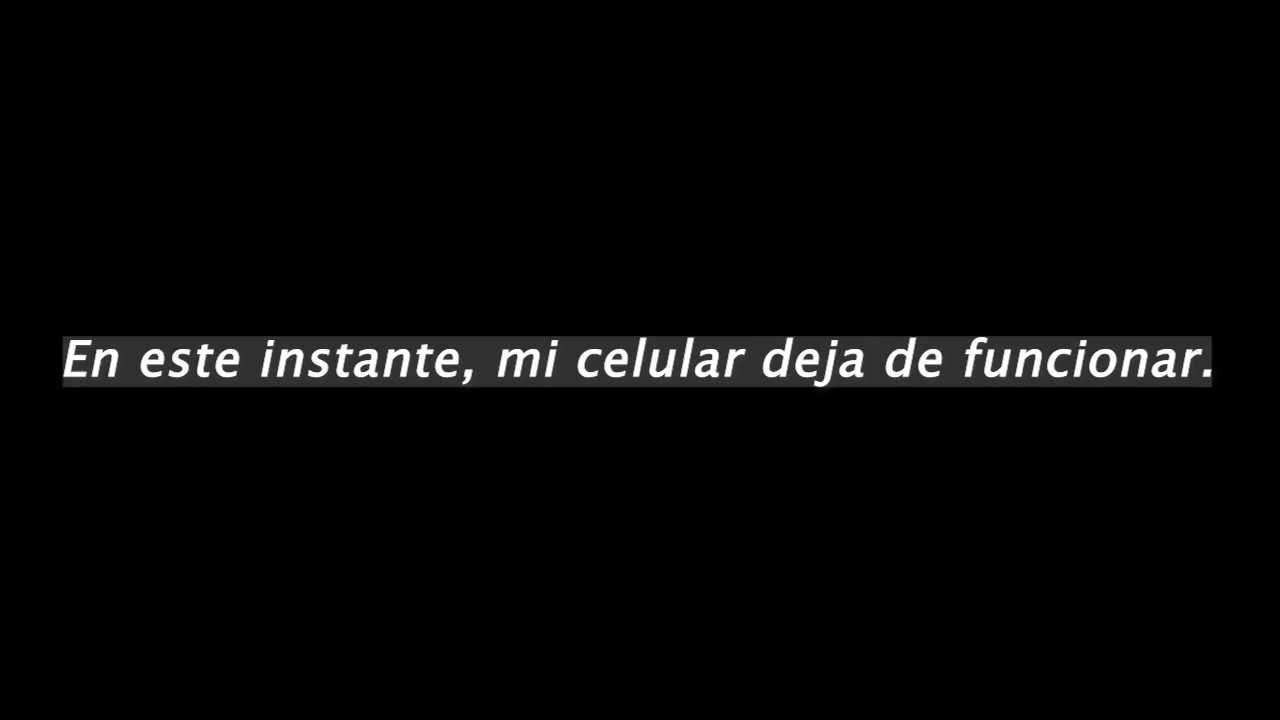 En este instante, mi celular deja de funcionar.